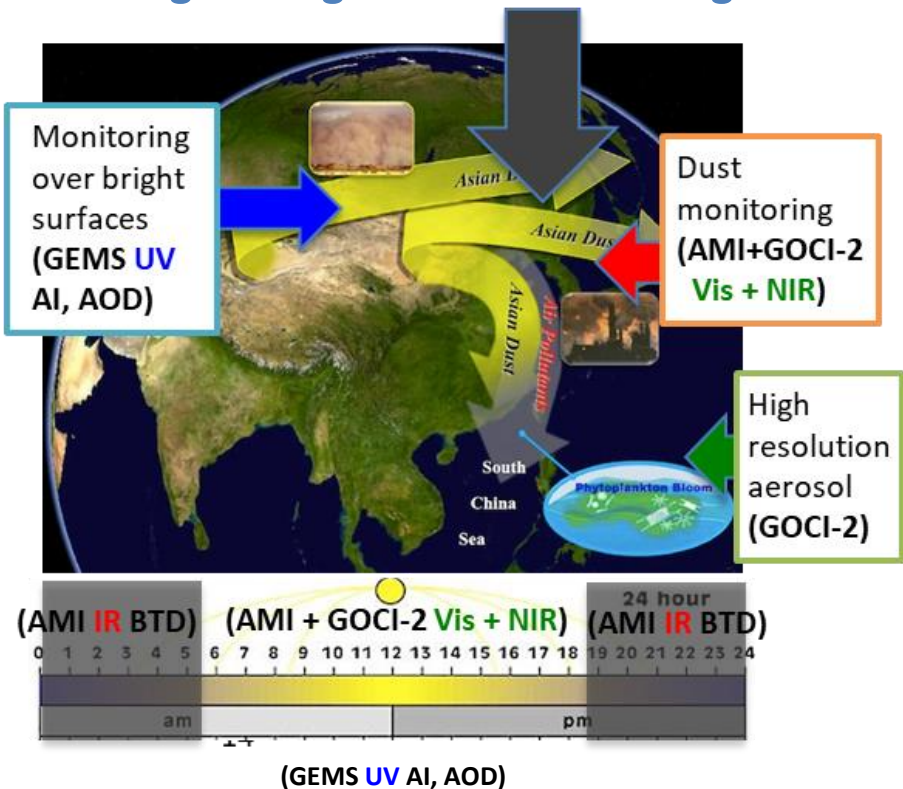 Monitoring
over bright
surfaces
(GEMS UV
AI, AOD)
Asian
Asian Dus
Asian Dust
Air Pollutants
Dust
monitoring
(AMI+GOCI-2
Vis + NIR)
High
resolution
aerosol
(GOCI-2)
South
China
Sea
Phytoplankton Bloom
24 hour
(AMI IR BTD) (AMI + GOCI-2 Vis + NIR) (AMI IR BTD)
0 1 2 3 4 5 6 7 8 9 10 11 12 13 14 15 16 17 18 19 20 21 22 23 24
am pm
(GEMS UV AI, AOD)